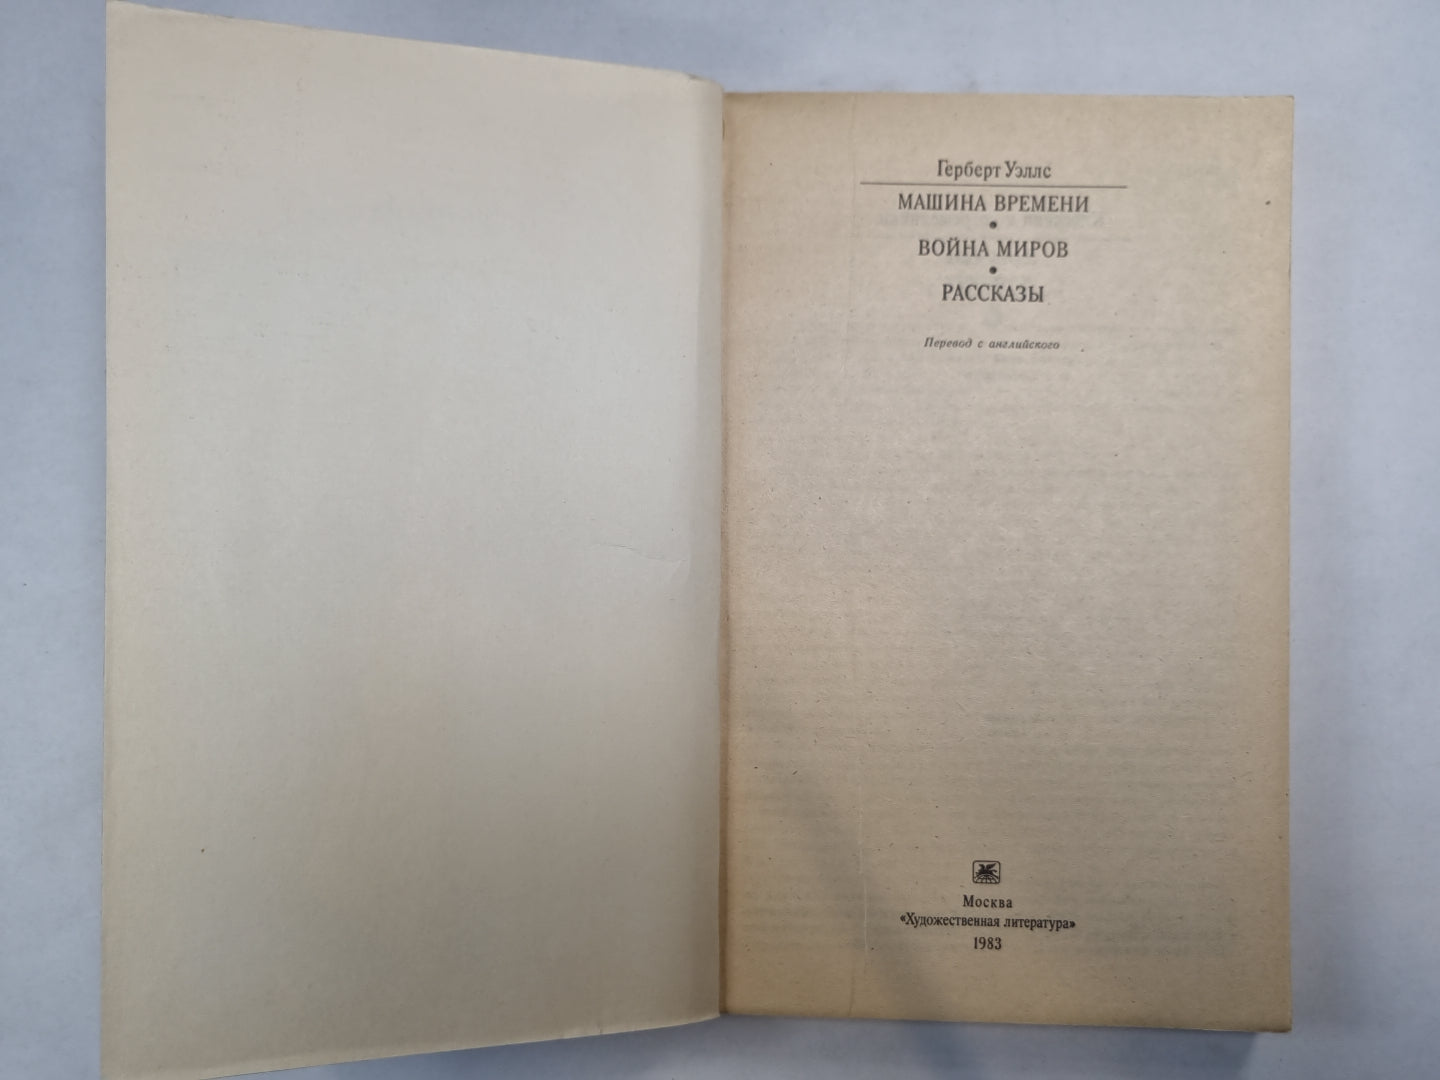 Герберт Уэллс
МАШИНА ВРЕМЕНИ
•
ВОЙНА МИРОВ
•
РАССКАЗЫ
Перевод с английского
Москва
«Художественная литература»
1983